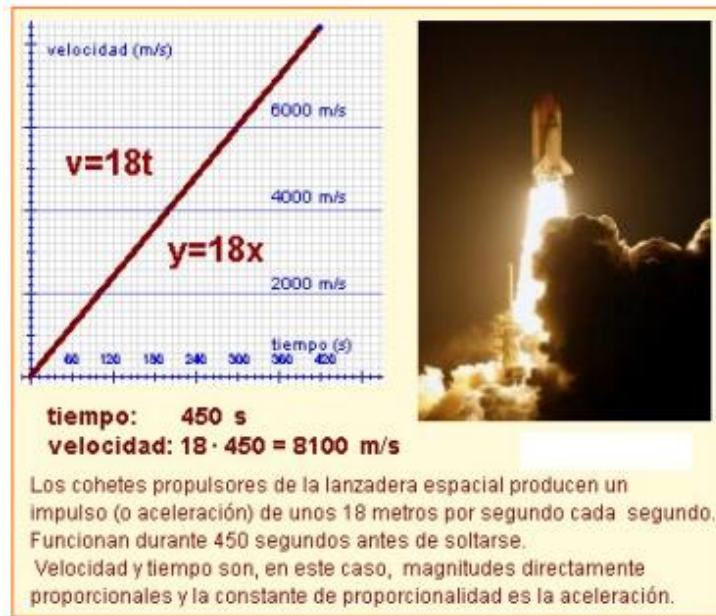 velocidad (m/s)
6000 m/s
v=18t
4000 m/s
y=18x
2000 m/s
tiempo (s)
60 120 180 240 300 360 420
tiempo: 450 s
velocidad: 18 · 450 = 8100 m/s
Los cohetes propulsores de la lanzadera espacial producen un
impulso (o aceleración) de unos 18 metros por segundo cada segundo.
Funcionan durante 450 segundos antes de soltarse.
Velocidad y tiempo son, en este caso, magnitudes directamente
proporcionales y la constante de proporcionalidad es la aceleración.